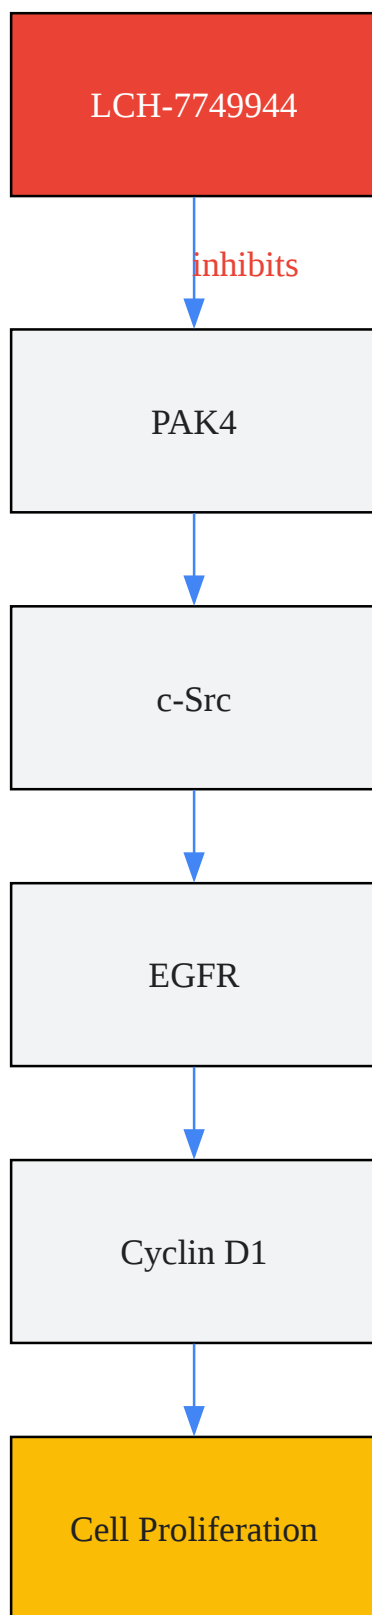 LCH-7749944
inhibits
PAK4
c-Src
EGFR
Cyclin D1
Cell Proliferation